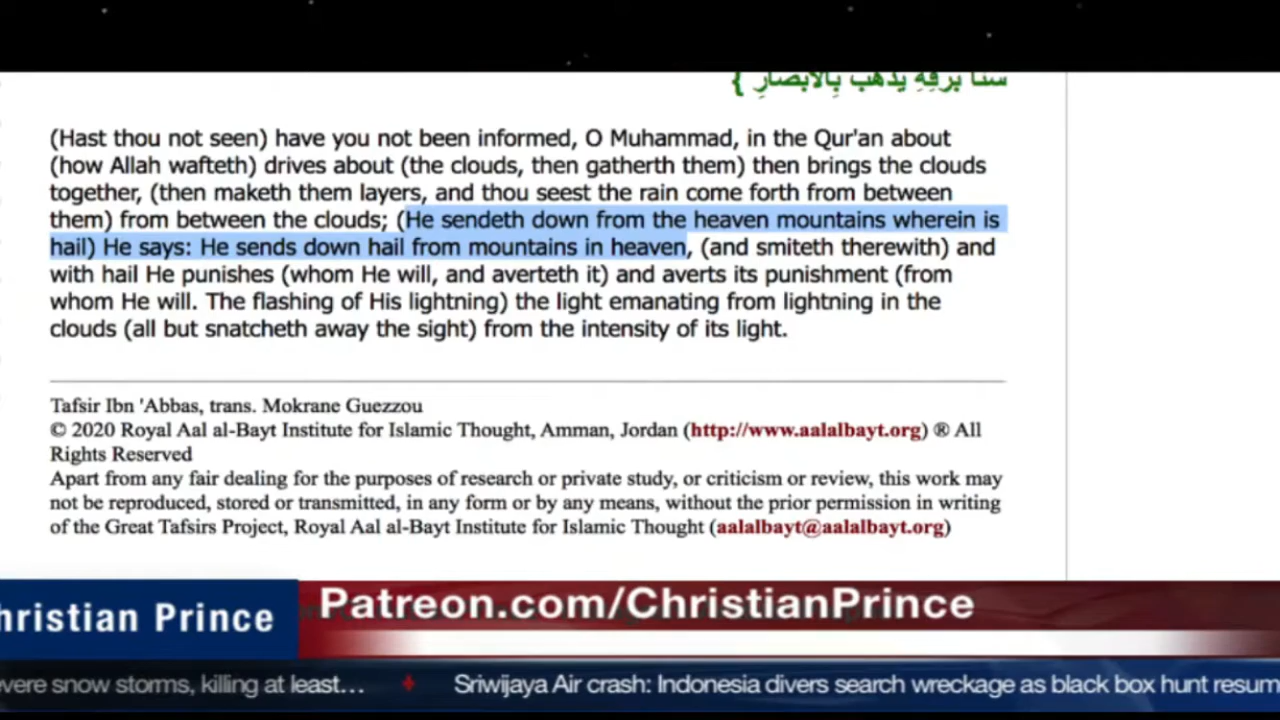 سنا برقه يذهب بالأبصار }
(Hast thou not seen) have you not been informed, O Muhammad, in the Qur'an about
(how Allah wafteth) drives about (the clouds, then gatherth them) then brings the clouds
together, (then maketh them layers, and thou seest the rain come forth from between
them) from between the clouds; (He sendeth down from the heaven mountains wherein is
hail) He says: He sends down hail from mountains in heaven, (and smiteth therewith) and
with hail He punishes (whom He will, and averteth it) and averts its punishment (from
whom He will. The flashing of His lightning) the light emanating from lightning in the
clouds (all but snatcheth away the sight) from the intensity of its light.
Tafsir Ibn 'Abbas, trans. Mokrane Guezzou
© 2020 Royal Aal al-Bayt Institute for Islamic Thought, Amman, Jordan (http://www.aalalbayt.org) ® All
Rights Reserved
Apart from any fair dealing for the purposes of research or private study, or criticism or review, this work may
not be reproduced, stored or transmitted, in any form or by any means, without the prior permission in writing
of the Great Tafsirs Project, Royal Aal al-Bayt Institute for Islamic Thought (aalalbayt@aalalbayt.org)
hristian Prince
Patreon.com/ChristianPrince
vere snow storms, killing at least... Sriwijaya Air crash: Indonesia divers search wreckage as black box hunt resum